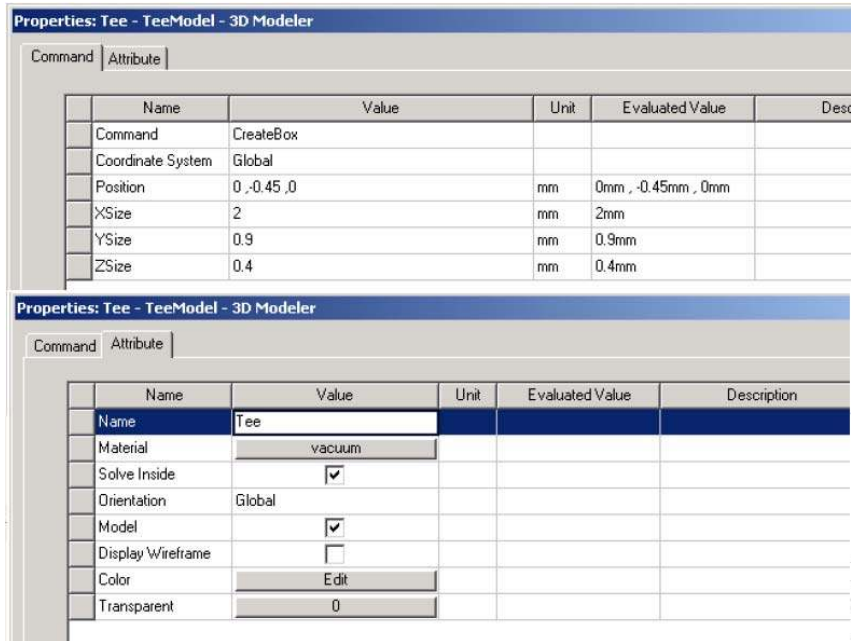 Properties: Tee - TeeModel - 3D Modeler
Command Attribute
Name Value Unit Evaluated Value Desc
Command CreateBox
Coordinate System Global
Position 0 ,-0.45 ,0 mm 0mm , -0.45mm , 0mm
XSize 2 mm 2mm
YSize 0.9 mm 0.9mm
ZSize 0.4 mm 0.4mm
Properties: Tee - TeeModel - 3D Modeler
Command Attribute
Name Value Unit Evaluated Value Description
Name Tee
Material vacuum
Solve Inside
Orientation Global
Model
Display Wireframe
Color Edit
Transparent 0